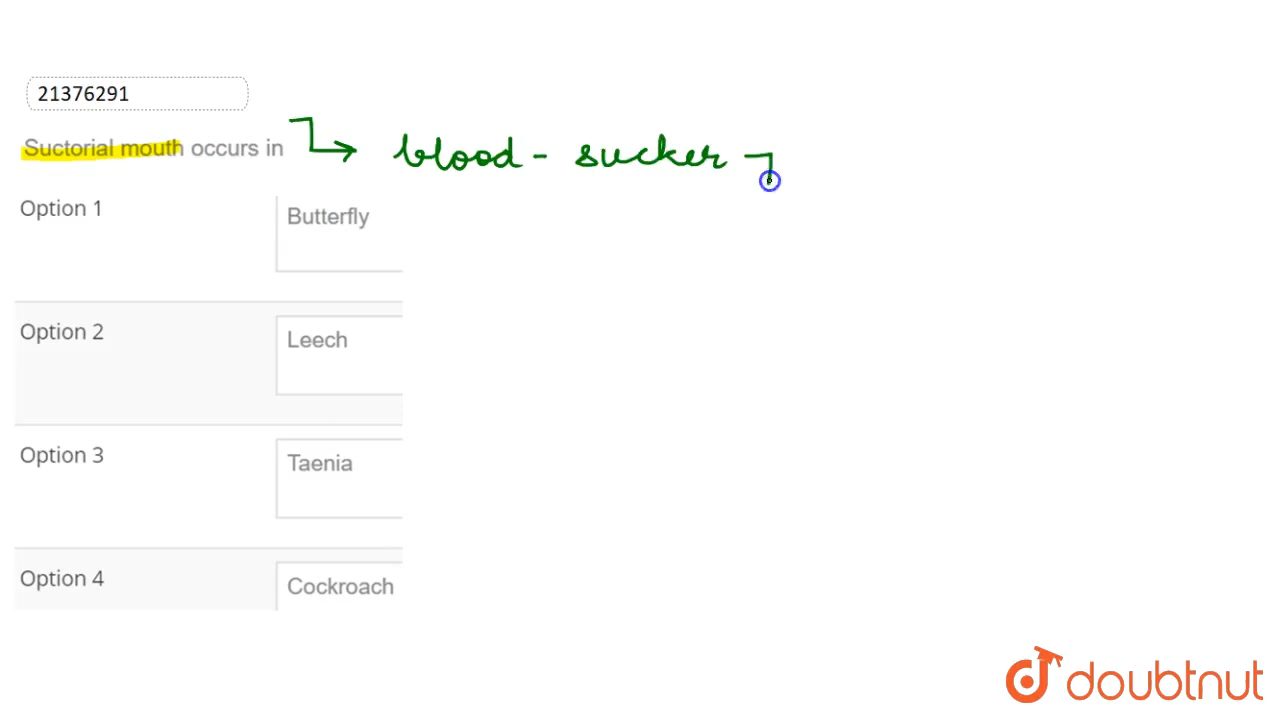 21376291
Suctorial mouth occurs in
blood - sucker
Option 1
Butterfly
Option 2
Leech
Option 3
Taenia
Option 4
Cockroach
doubtnut